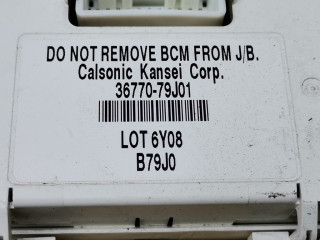 DO NOT REMOVE BCM FROM J/B.
Calsonic Kansei Corp.
36770-79J01
LOT 6Y08
B79J0